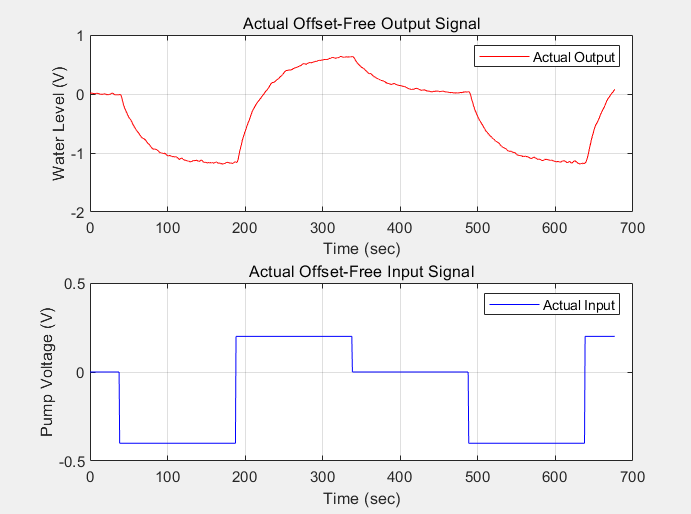 Actual Offset-Free Output Signal
1
0
-1
-2
Water Level (V)
Actual Output
0 100 200 300 400 500 600 700
Time (sec)
Actual Offset-Free Input Signal
0.5
0
-0.5
Pump Voltage (V)
Actual Input
0 100 200 300 400 500 600 700
Time (sec)